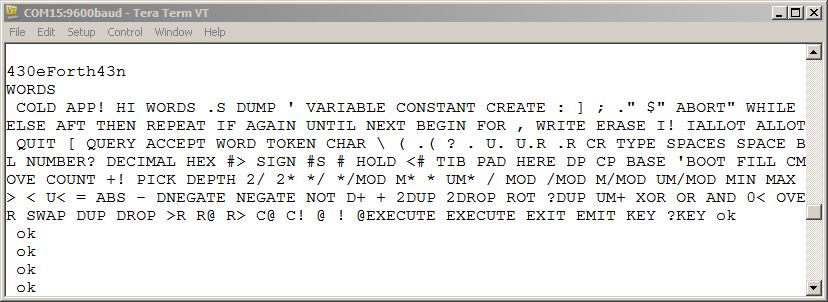 COM15:9600baud - Tera Term VT
File Edit Setup Control Window Help
430eForth43n
WORDS
 COLD APP! HI WORDS .S DUMP ' VARIABLE CONSTANT CREATE : ] ; ." $" ABORT" WHILE
ELSE AFT THEN REPEAT IF AGAIN UNTIL NEXT BEGIN FOR , WRITE ERASE I! IALLOT ALLOT
 QUIT [ QUERY ACCEPT WORD TOKEN CHAR \ ( .( ? . U. U.R .R CR TYPE SPACES SPACE B
L NUMBER? DECIMAL HEX #> SIGN #S # HOLD <# TIB PAD HERE DP CP BASE 'BOOT FILL CM
OVE COUNT +! PICK DEPTH 2/ 2* */ */MOD M* * UM* / MOD /MOD M/MOD UM/MOD MIN MAX
> < U< = ABS - DNEGATE NEGATE NOT D+ + 2DUP 2DROP ROT ?DUP UM+ XOR OR AND 0< OVE
R SWAP DUP DROP >R R@ R> C@ C! @ ! @EXECUTE EXECUTE EXIT EMIT KEY ?KEY ok
 ok
 ok
 ok
 ok